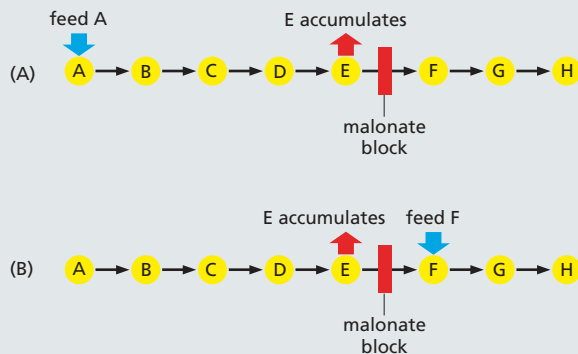 feed A
E accumulates
(A)
A B C D E F G H
malonate
block
E accumulates
feed F
(B)
A B C D E F G H
malonate
block